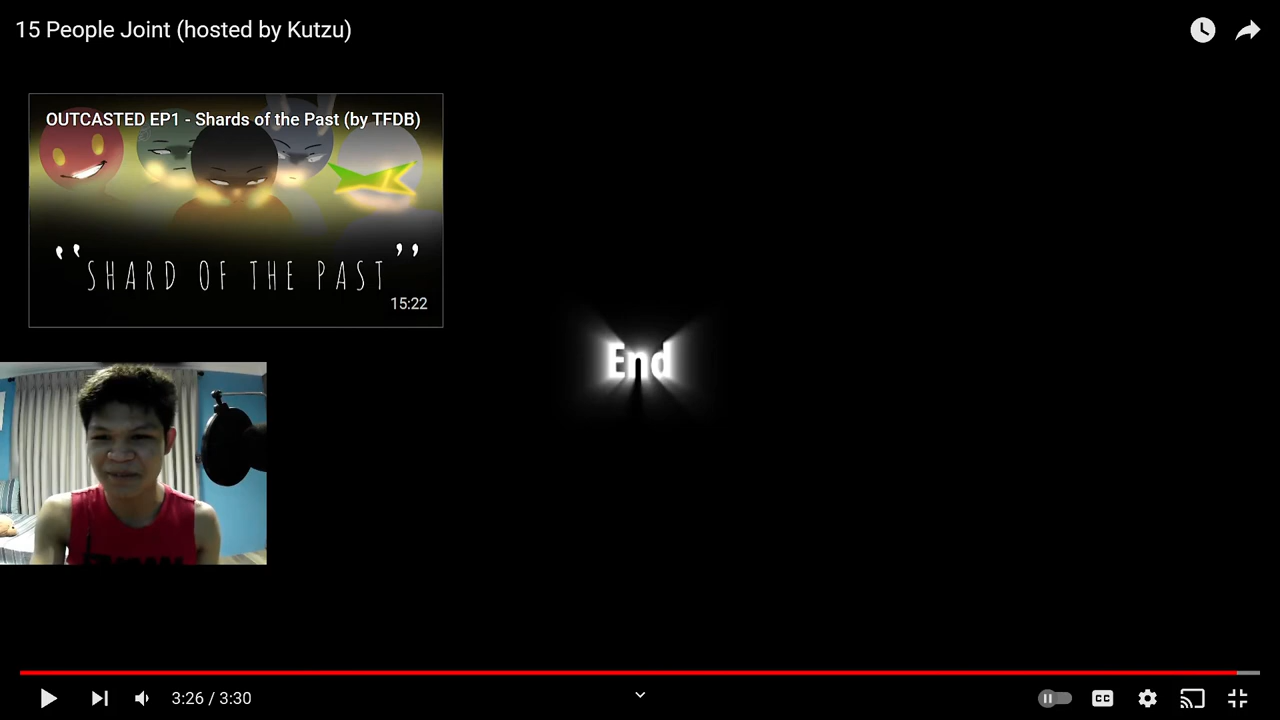 15 People Joint (hosted by Kutzu)
OUTCASTED EP1 - Shards of the Past (by TFDB)
‘‘SHARD OF THE PAST’’
15:22
End
3:26 / 3:30
CC